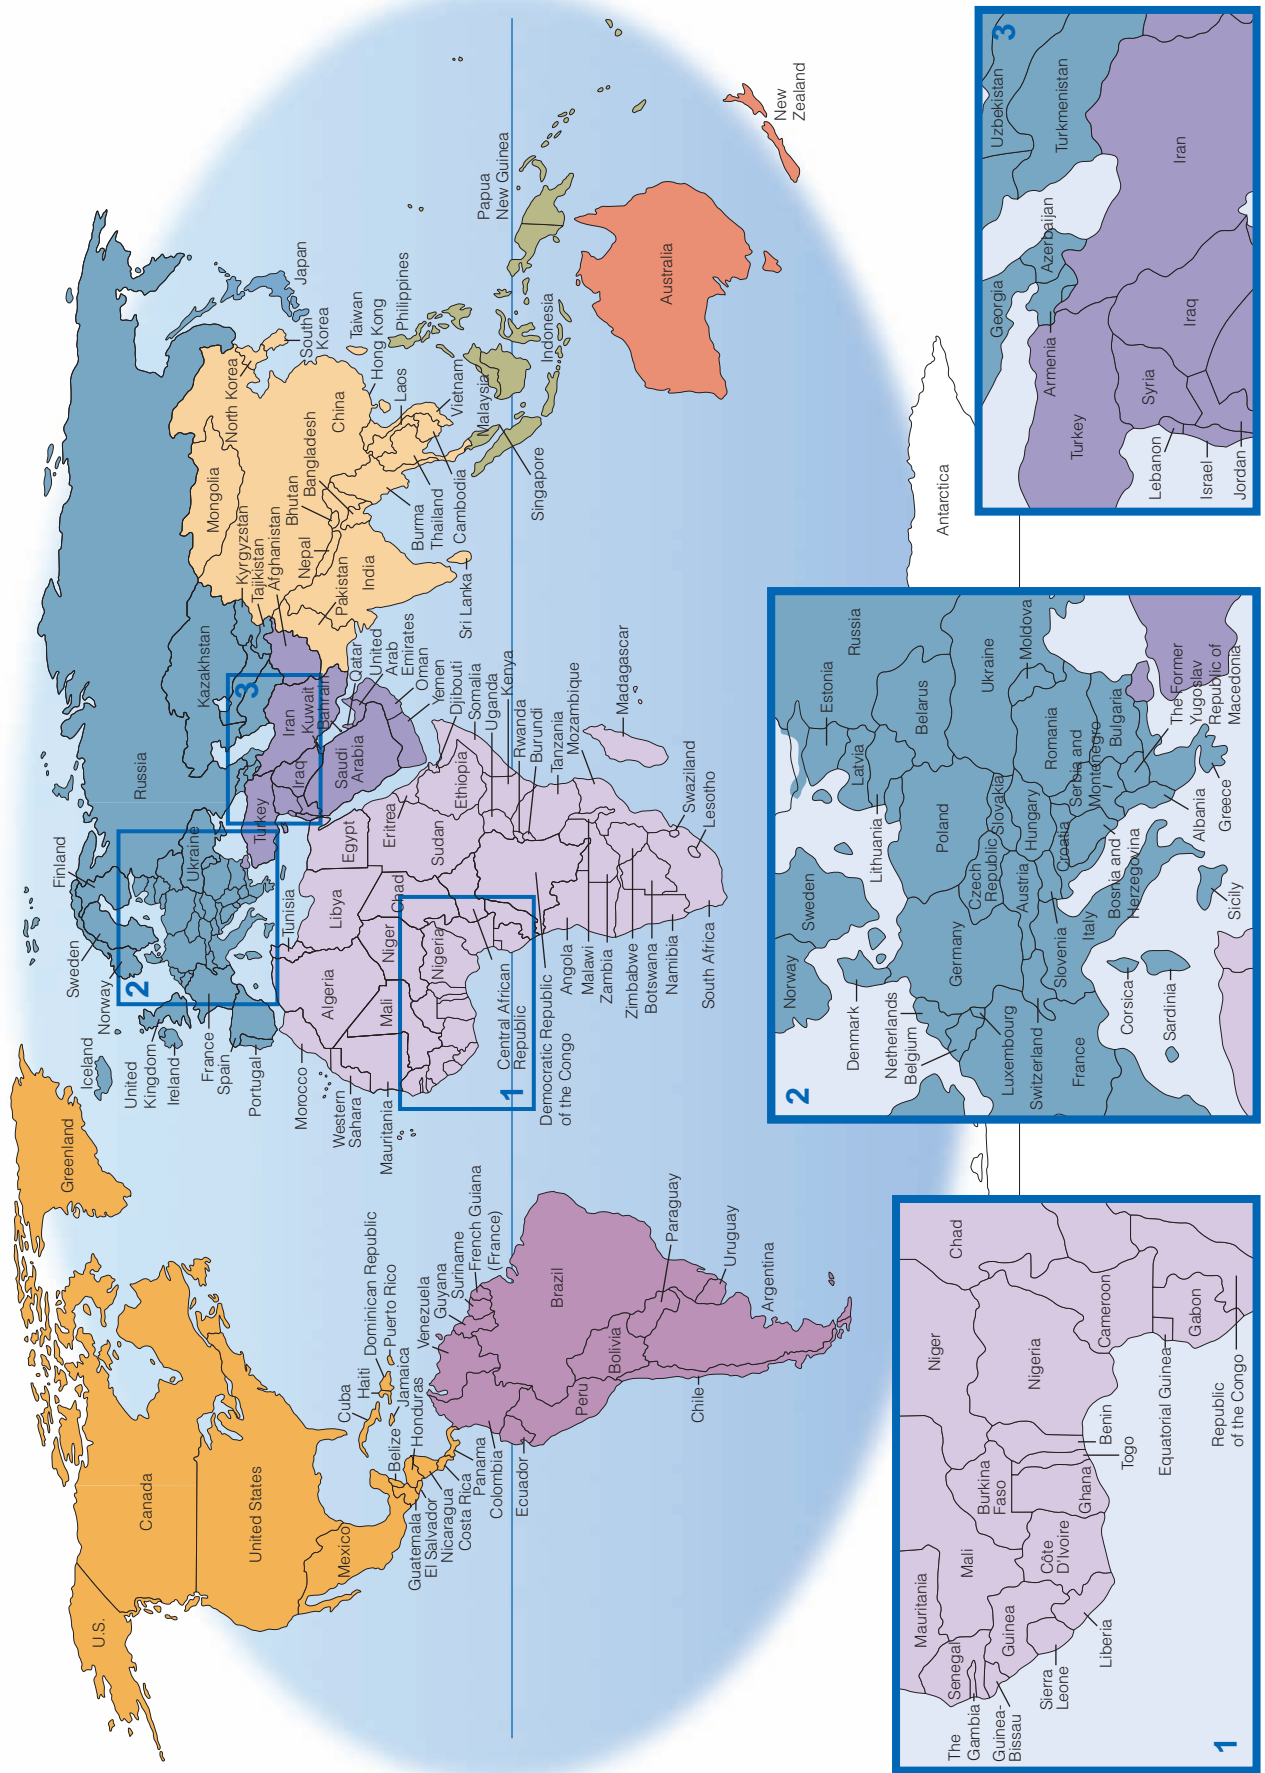 U.S.
Canada
United States
Mexico
Greenland
Cuba
Haiti
Dominican Republic
Puerto Rico
Jamaica
Belize
Honduras
Guatemala
El Salvador
Nicaragua
Costa Rica
Panama
Colombia
Ecuador
Venezuela
Guyana
Suriname
French Guiana
(France)
Brazil
Peru
Bolivia
Chile
Paraguay
Uruguay
Argentina
Iceland
Norway
Sweden
Finland
United
Kingdom
Ireland
France
Spain
Portugal
2
Ukraine
Russia
Kazakhstan
Turkey
3
Iran
Iraq
Kuwait
Bahrain
Saudi
Arabia
Qatar
United
Arab
Emirates
Oman
Yemen
Morocco
Western
Sahara
Mauritania
Algeria
Mali
Tunisia
Libya
Niger
Chad
Nigeria
Egypt
Eritrea
Sudan
Ethiopia
Djibouti
Somalia
Uganda
Kenya
Rwanda
Burundi
Tanzania
Mozambique
Madagascar
1
Central African
Republic
Democratic Republic
of the Congo
Angola
Malawi
Zambia
Zimbabwe
Botswana
Namibia
South Africa
Swaziland
Lesotho
Kyrgyzstan
Tajikistan
Afghanistan
Mongolia
North Korea
South
Korea
Japan
Nepal
Bhutan
Bangladesh
China
Pakistan
India
Sri Lanka
Burma
Thailand
Cambodia
Laos
Vietnam
Taiwan
Hong Kong
Philippines
Malaysia
Singapore
Indonesia
Papua
New Guinea
Australia
New
Zealand
Antarctica
1
Mauritania
Mali
Niger
Chad
Senegal
The
Gambia
Guinea-
Bissau
Guinea
Sierra
Leone
Liberia
Côte
D'Ivoire
Burkina
Faso
Ghana
Togo
Benin
Nigeria
Cameroon
Equatorial Guinea
Gabon
Republic
of the Congo
2
Norway
Sweden
Estonia
Russia
Latvia
Lithuania
Denmark
Netherlands
Belgium
Germany
Poland
Belarus
Ukraine
Luxembourg
Czech
Republic
Slovakia
Moldova
Switzerland
Austria
Hungary
Romania
France
Slovenia
Croatia
Serbia and
Montenegro
Italy
Bosnia and
Herzegovina
Bulgaria
The Former
Yugoslav
Republic of
Macedonia
Corsica
Sardinia
Albania
Greece
Sicily
3
Georgia
Uzbekistan
Armenia
Azerbaijan
Turkmenistan
Turkey
Syria
Iraq
Iran
Lebanon
Israel
Jordan